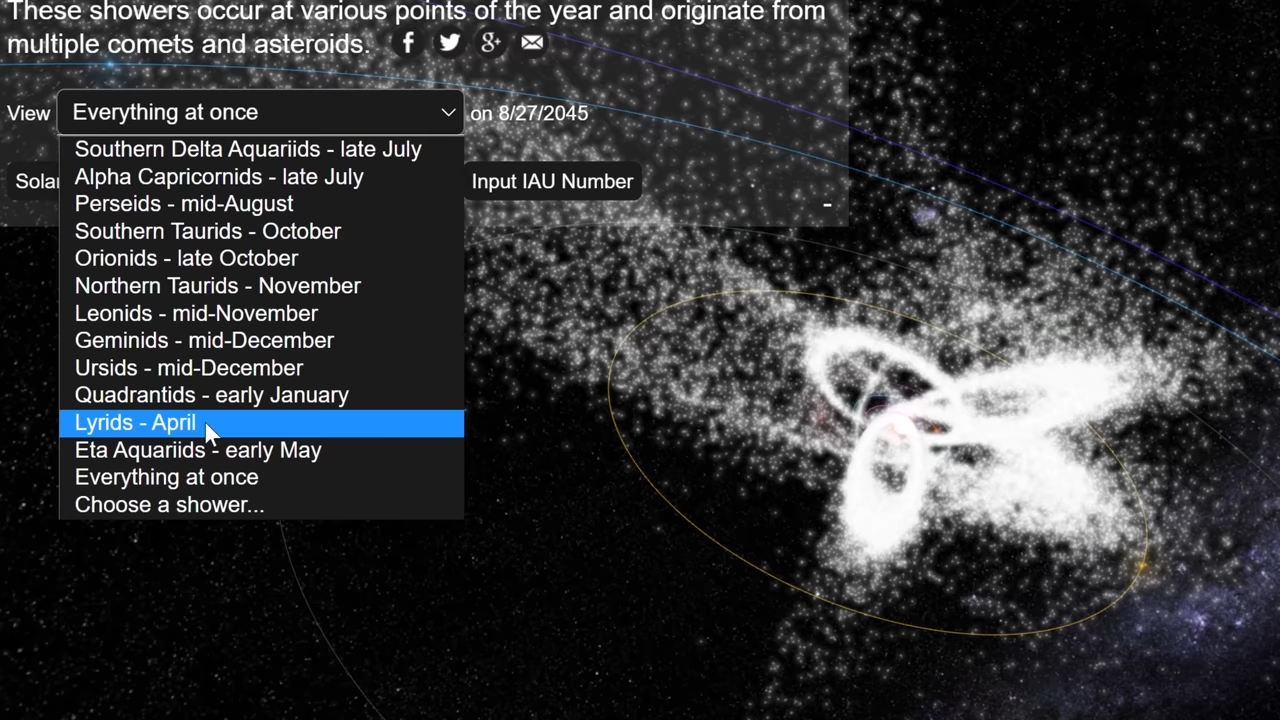 These showers occur at various points of the year and originate from
multiple comets and asteroids.
View Everything at once on 8/27/2045
Southern Delta Aquariids - late July
Alpha Capricornids - late July
Input IAU Number
Perseids - mid-August
Southern Taurids - October
Orionids - late October
Northern Taurids - November
Leonids - mid-November
Geminids - mid-December
Ursids - mid-December
Quadrantids - early January
Lyrids - April
Eta Aquariids - early May
Everything at once
Choose a shower...